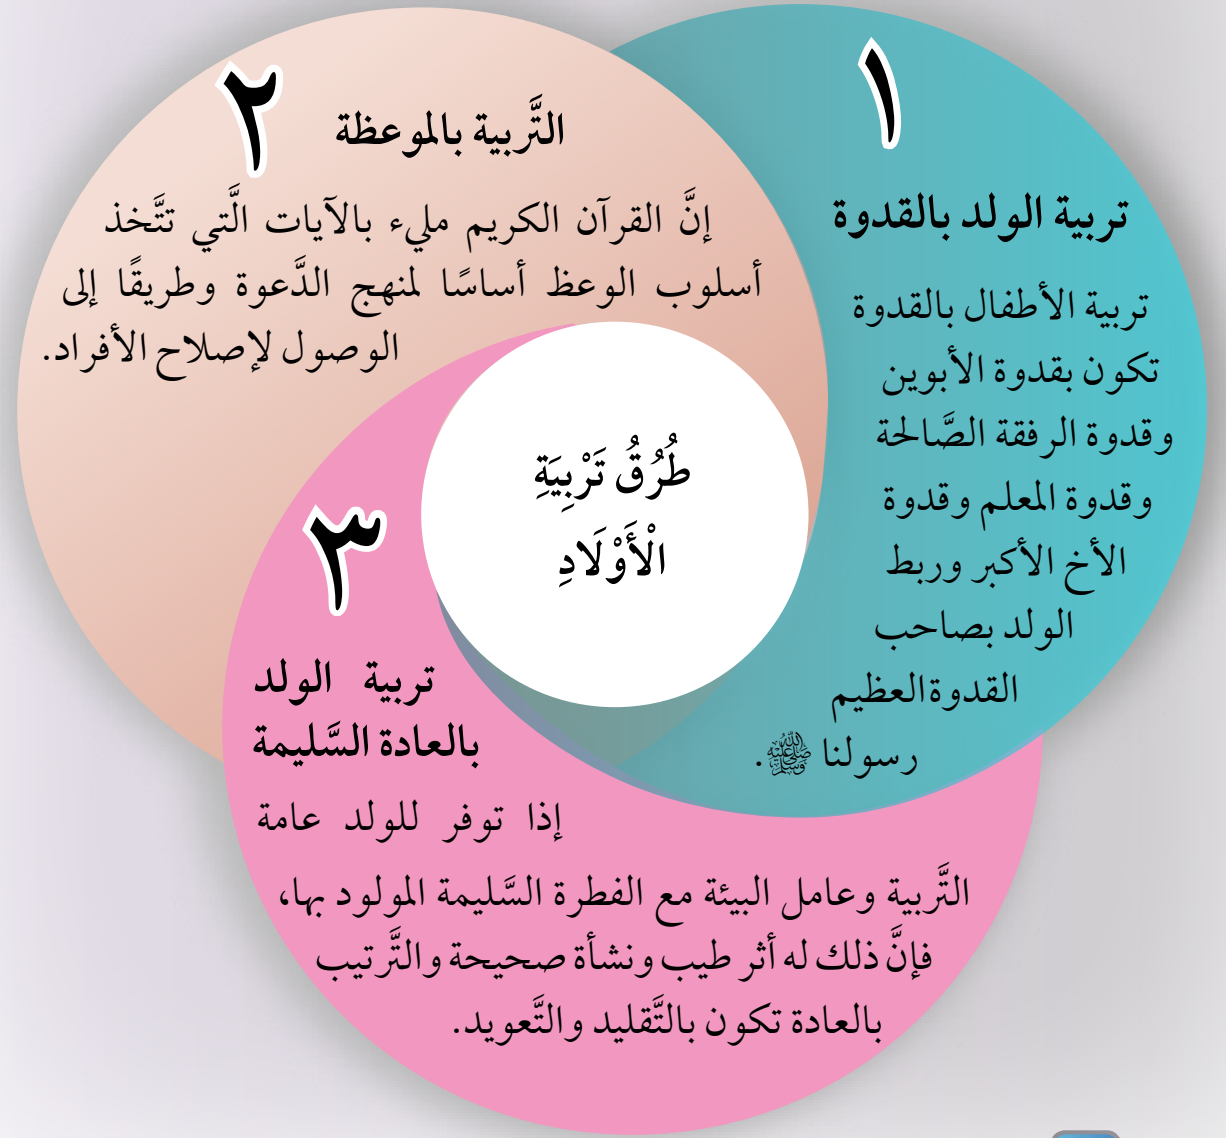 طُرُقُ تَرْبِيَةِ
الْأَوْلَادِ
١
تربية الولد بالقدوة
تربية الأطفال بالقدوة
تكون بقدوة الأبوين
وقدوة الرفقة الصَّالحة
وقدوة المعلم وقدوة
الأخ الأكبر وربط
الولد بصاحب
القدوةالعظيم
رسولنا ﷺ.
٢
التَّربية بالموعظة
إنَّ القرآن الكريم مليء بالآيات الَّتي تتَّخذ
أسلوب الوعظ أساسًا لمنهج الدَّعوة وطريقًا إلى
الوصول لإصلاح الأفراد.
٣
تربية الولد
بالعادة السَّليمة
إذا توفر للولد عامة
التَّربية وعامل البيئة مع الفطرة السَّليمة المولود بها،
فإنَّ ذلك له أثر طيب ونشأة صحيحة والتَّرتيب
بالعادة تكون بالتَّقليد والتَّعويد.